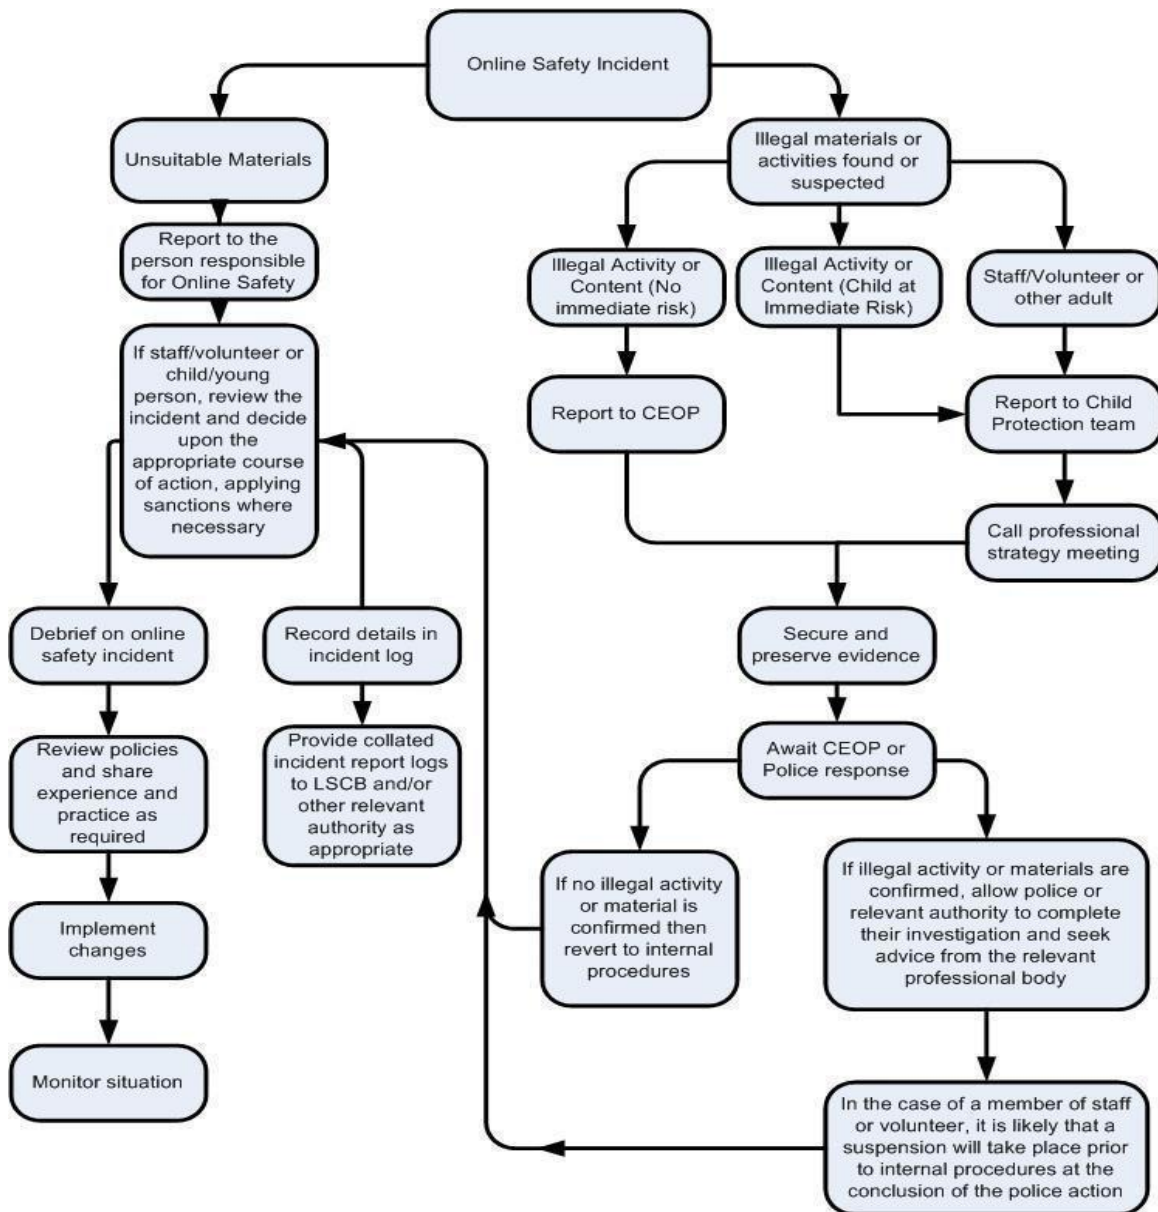 Online Safety Incident
Unsuitable Materials
Report to the
person responsible
for Online Safety
If staff/volunteer or
child/young
person, review the
incident and decide
upon the
appropriate course
of action, applying
sanctions where
necessary
Debrief on online
safety incident
Review policies
and share
experience and
practice as
required
Implement
changes
Monitor situation
Record details in
incident log
Provide collated
incident report logs
to LSCB and/or
other relevant
authority as
appropriate
Illegal materials or
activities found or
suspected
Illegal Activity or
Content (No
immediate risk)
Report to CEOP
Illegal Activity or
Content (Child at
Immediate Risk)
Staff/Volunteer or
other adult
Report to Child
Protection team
Call professional
strategy meeting
Secure and
preserve evidence
Await CEOP or
Police response
If no illegal activity
or material is
confirmed then
revert to internal
procedures
If illegal activity or materials are
confirmed, allow police or
relevant authority to complete
their investigation and seek
advice from the relevant
professional body
In the case of a member of staff
or volunteer, it is likely that a
suspension will take place prior
to internal procedures at the
conclusion of the police action